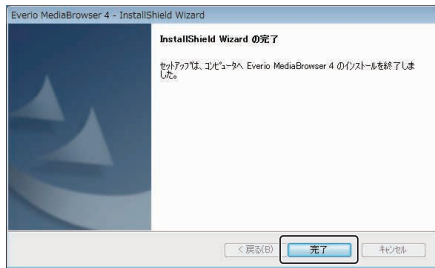 Everio MediaBrowser 4 - InstallShield Wizard
InstallShield Wizard の完了
セットアップは、コンピュータへ Everio MediaBrowser 4 のインストールを終了しま
した。
< 戻る(B)
完了
キャンセル